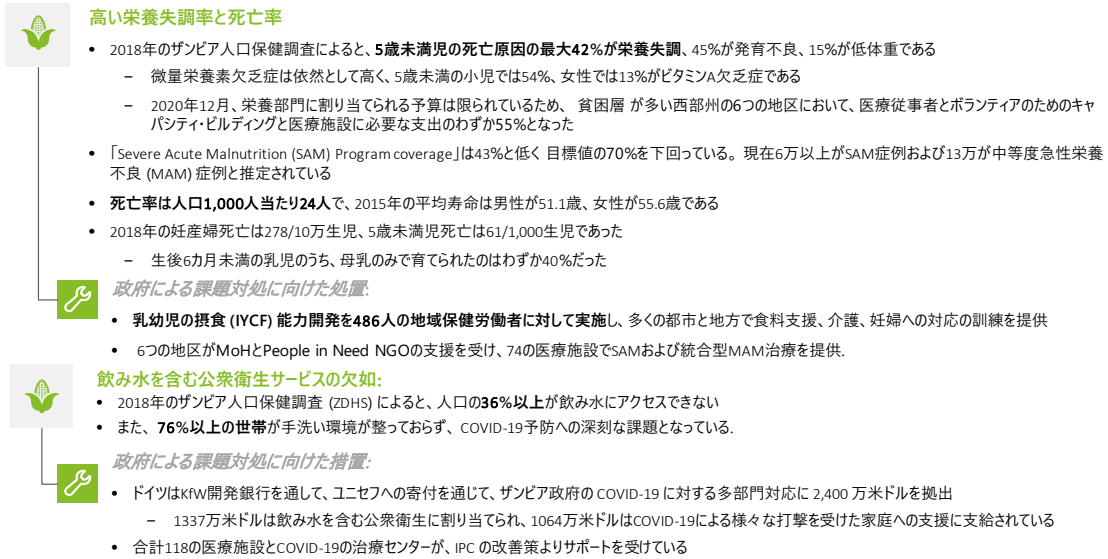 高い栄養失調率と死亡率
• 2018年のザンビア人口保健調査によると、5歳未満児の死亡原因の最大42%が栄養失調、45%が発育不良、15%が低体重である
– 微量栄養素欠乏症は依然として高く、5歳未満の小児では54%、女性では13%がビタミンA欠乏症である
– 2020年12月、栄養部門に割り当てられる予算は限られているため、 貧困層 が多い西部州の6つの地区において、医療従事者とボランティアのためのキャ
パシティ・ビルディングと医療施設に必要な支出のわずか55%となった
• 「Severe Acute Malnutrition (SAM) Program coverage」は43%と低く 目標値の70%を下回っている。 現在6万以上がSAM症例および13万が中等度急性栄養
不良 (MAM) 症例と推定されている
• 死亡率は人口1,000人当たり24人で、2015年の平均寿命は男性が51.1歳、女性が55.6歳である
• 2018年の妊産婦死亡は278/10万生児、5歳未満児死亡は61/1,000生児であった
– 生後6カ月未満の乳児のうち、母乳のみで育てられたのはわずか40%だった
政府による課題対処に向けた処置:
• 乳幼児の摂食 (IYCF) 能力開発を486人の地域保健労働者に対して実施し、多くの都市と地方で食料支援、介護、妊婦への対応の訓練を提供
• 6つの地区がMoHとPeople in Need NGOの支援を受け、74の医療施設でSAMおよび統合型MAM治療を提供.
飲み水を含む公衆衛生サービスの欠如:
• 2018年のザンビア人口保健調査 (ZDHS) によると、人口の36%以上が飲み水にアクセスできない
• また、 76%以上の世帯が手洗い環境が整っておらず、 COVID-19予防への深刻な課題となっている.
政府による課題対処に向けた措置:
• ドイツはKfW開発銀行を通して、ユニセフへの寄付を通じて、ザンビア政府の COVID-19 に対する多部門対応に 2,400 万米ドルを拠出
– 1337万米ドルは飲み水を含む公衆衛生に割り当てられ、1064万米ドルはCOVID-19による様々な打撃を受けた家庭への支援に支給されている
• 合計118の医療施設とCOVID-19の治療センターが、IPC の改善策よりサポートを受けている